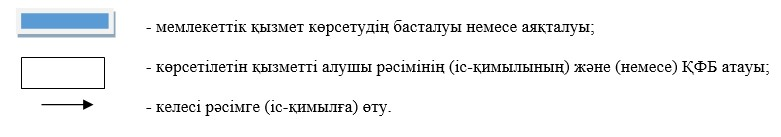 - мемлекеттік қызмет көрсетудің басталуы немесе аяқталуы;
- көрсетілетін қызметті алушы рәсімінің (іс-қимылының) және (немесе) ҚФБ атауы;
- келесі рәсімге (іс-қимылға) өту.